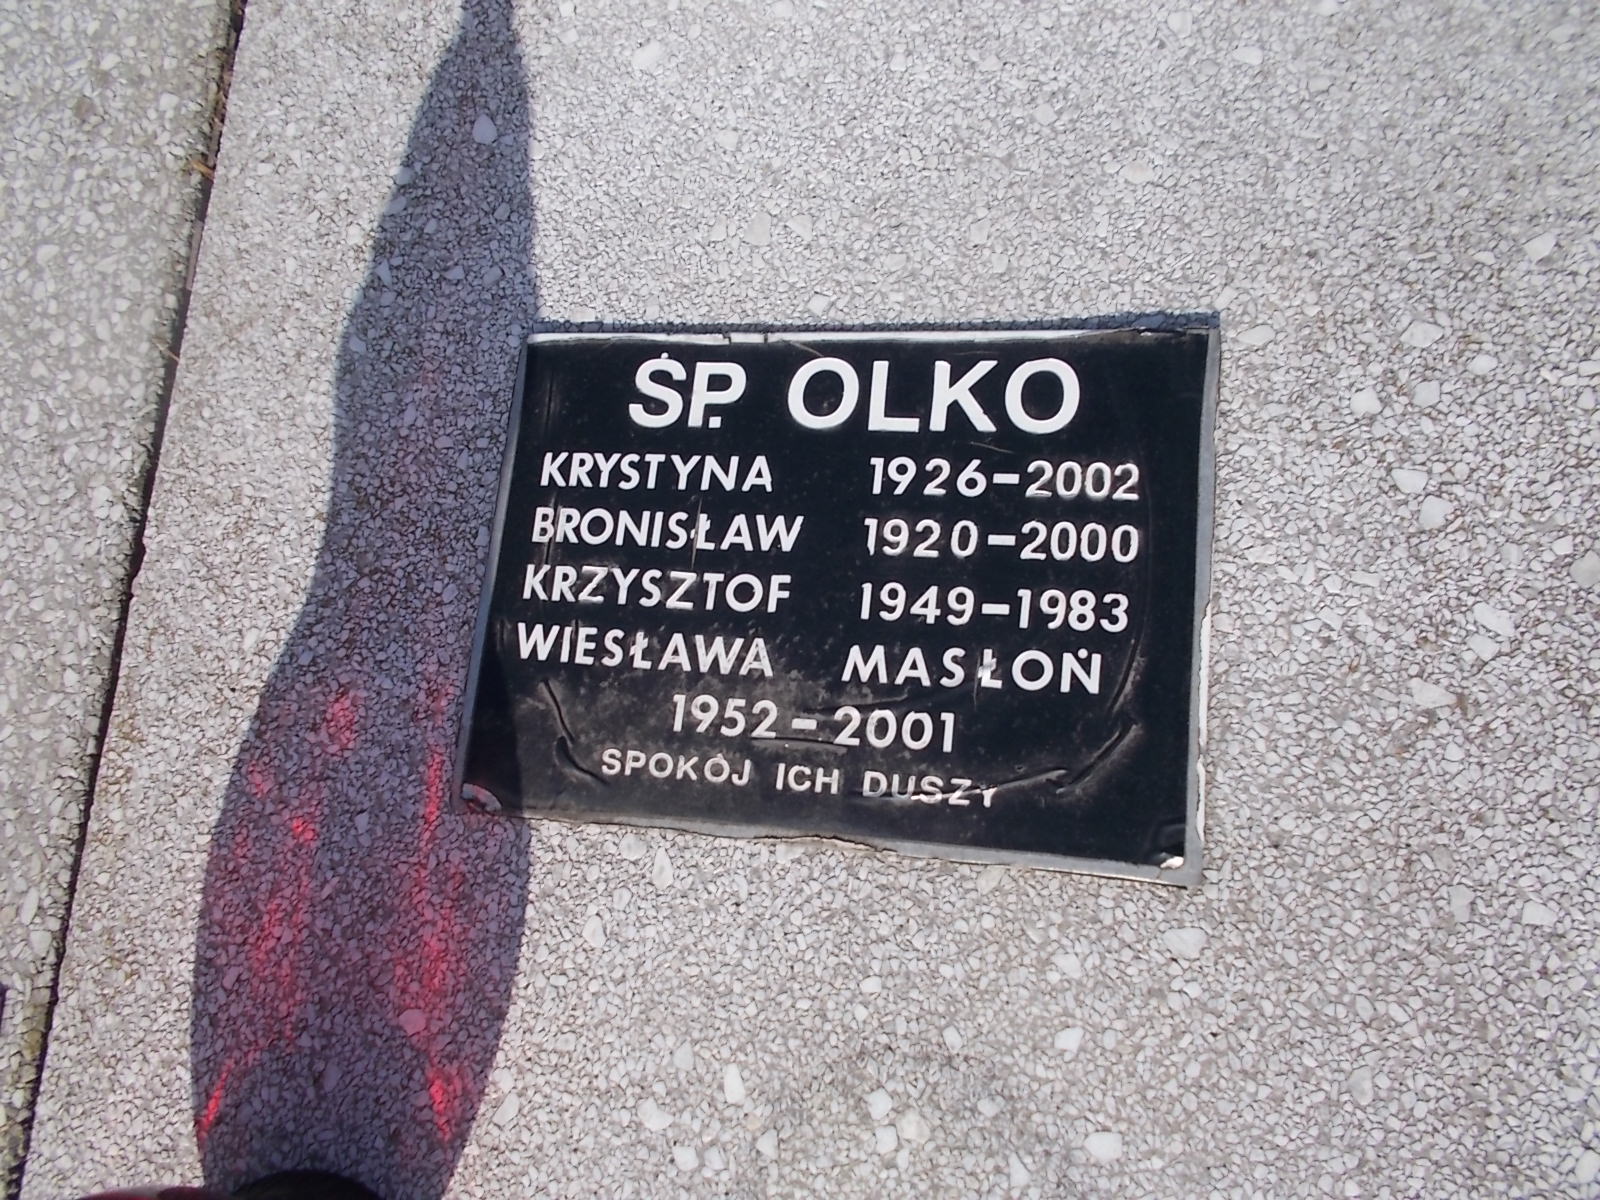 ŚP. OLKO
KRYSTYNA 1926-2002
BRONISŁAW 1920-2000
KRZYSZTOF 1949-1983
WIESŁAWA MASŁOŃ
1952-2001
SPOKÓJ ICH DUSZY